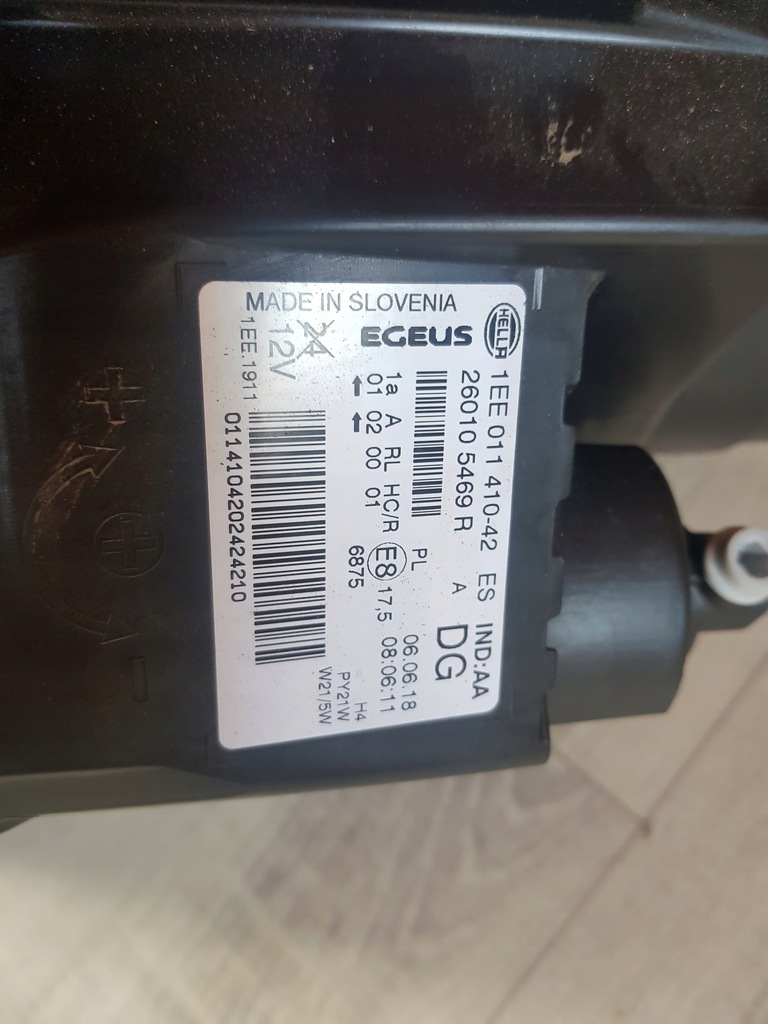 HELLA
1EE 011 410-42 ES IND:AA
26010 5469 R A DG
EGEUS
PL 06.06.18
1a A RL HC/R E8 17,5 08:06:11
01 02 00 01 6875
MADE IN SLOVENIA
24
12V
1EE.1911
01141042024242​10
H4
PY21W
W21/5W
+
-